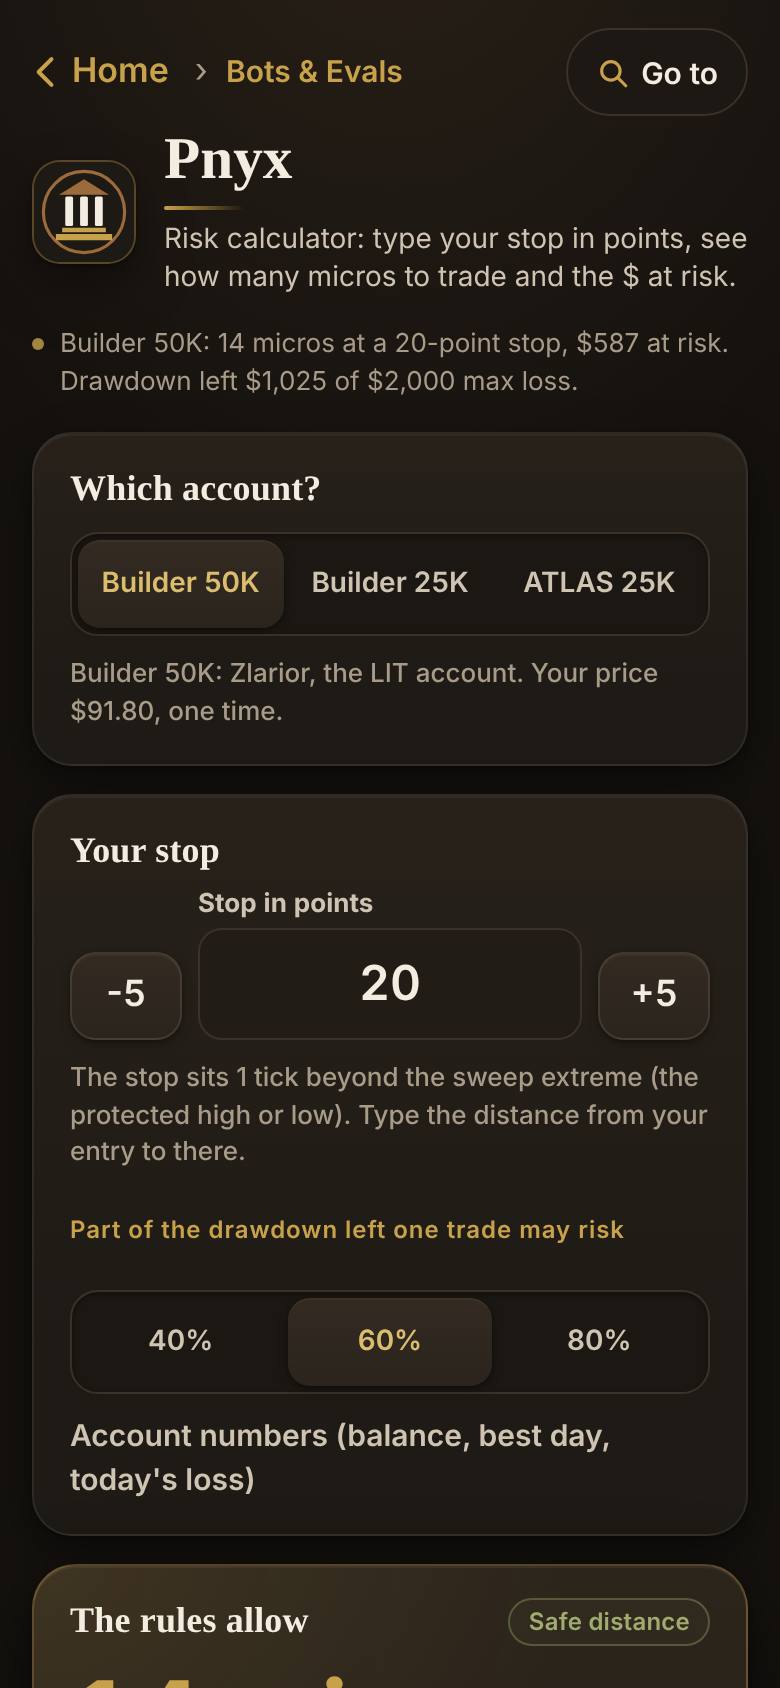 Home › Bots & Evals
Go to
Pnyx
Risk calculator: type your stop in points, see
how many micros to trade and the $ at risk.
Builder 50K: 14 micros at a 20-point stop, $587 at risk.
Drawdown left $1,025 of $2,000 max loss.
Which account?
Builder 50K
Builder 25K
ATLAS 25K
Builder 50K: Zlarior, the LIT account. Your price
$91.80, one time.
Your stop
Stop in points
-5
20
+5
The stop sits 1 tick beyond the sweep extreme (the
protected high or low). Type the distance from your
entry to there.
Part of the drawdown left one trade may risk
40%
60%
80%
Account numbers (balance, best day,
today's loss)
The rules allow
Safe distance